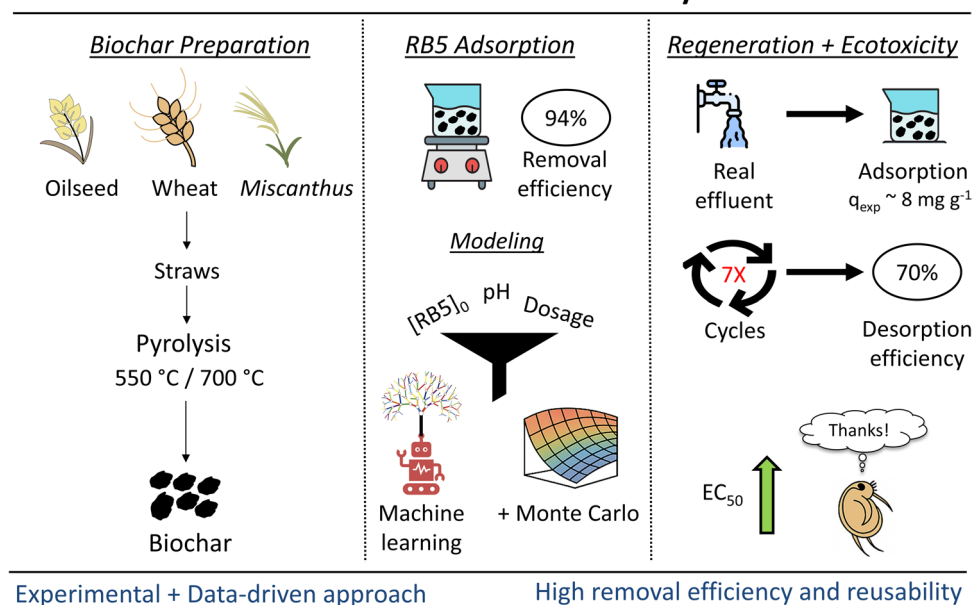 Biochar Preparation
Oilseed
Wheat
Miscanthus
Straws
Pyrolysis
550 °C / 700 °C
Biochar
RB5 Adsorption
94%
Removal
efficiency
Modeling
[RB5]₀ pH Dosage
Machine
learning
+ Monte Carlo
Regeneration + Ecotoxicity
Real
effluent
Adsorption
qₑₓₚ ~ 8 mg g⁻¹
7X
Cycles
70%
Desorption
efficiency
Thanks!
EC₅₀
Experimental + Data-driven approach
High removal efficiency and reusability